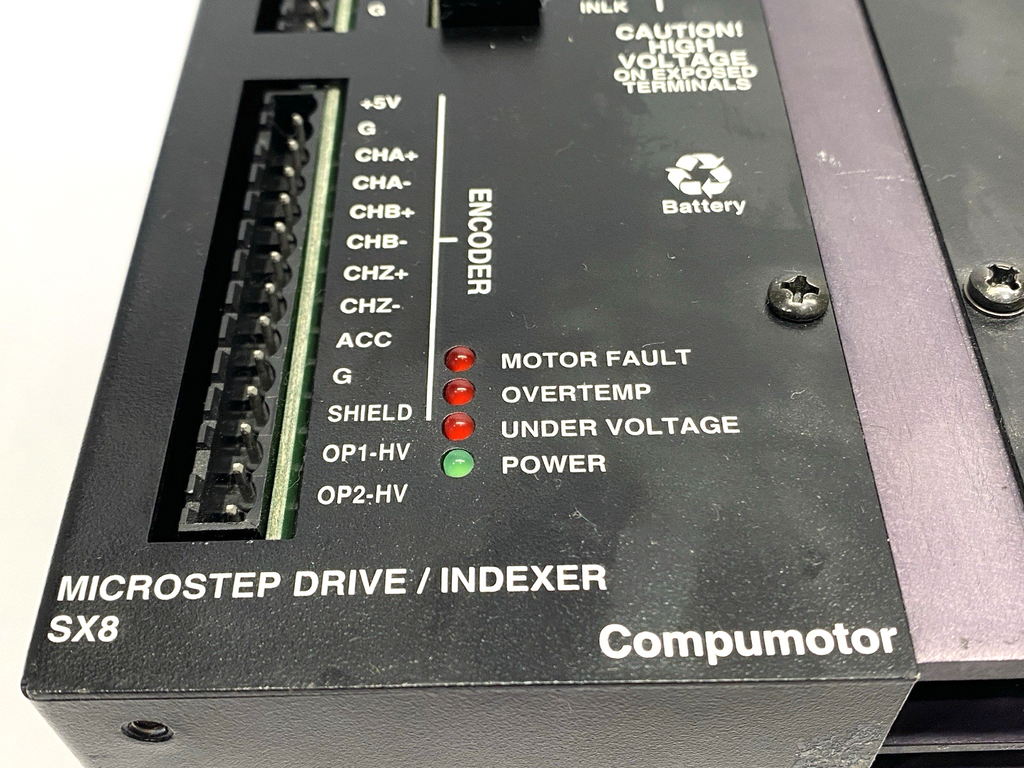 G
INLK
CAUTION!
HIGH
VOLTAGE
ON EXPOSED
TERMINALS
+5V
G
CHA+
CHA-
CHB+
CHB-
CHZ+
CHZ-
ACC
G
SHIELD
OP1-HV
OP2-HV
ENCODER
Battery
MOTOR FAULT
OVERTEMP
UNDER VOLTAGE
POWER
MICROSTEP DRIVE / INDEXER
SX8
Compumotor